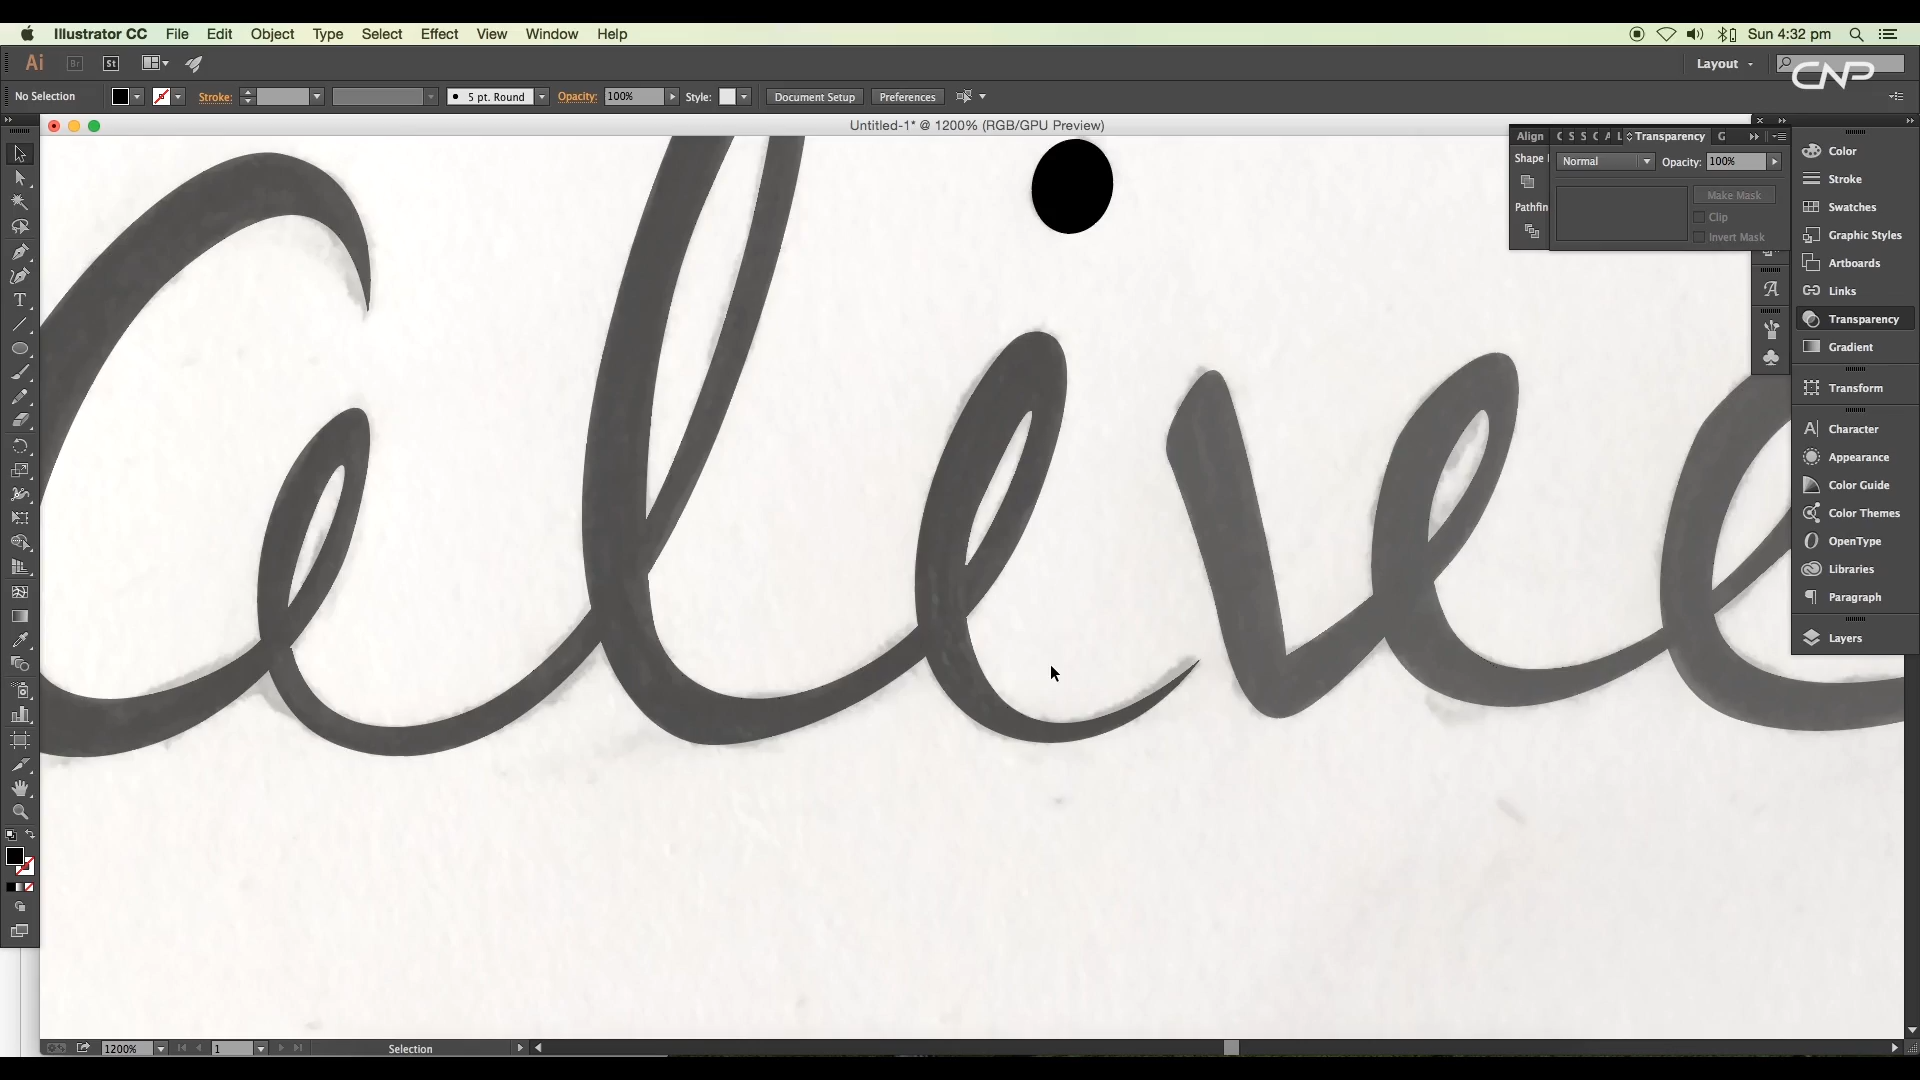 Illustrator CC File Edit Object Type Select Effect View Window Help
Sun 4:32 pm
Ai Br St
Layout
CNP
No Selection
Stroke:
5 pt. Round
Opacity: 100%
Style:
Document Setup
Preferences
Untitled-1* @ 1200% (RGB/GPU Preview)
Align
C S S C A L Transparency G
Shape
Normal
Opacity: 100%
Make Mask
Clip
Pathfin
Invert Mask
Color
Stroke
Swatches
Graphic Styles
Artboards
Links
Transparency
Gradient
Transform
Character
Appearance
Color Guide
Color Themes
OpenType
Libraries
Paragraph
Layers
1200%
1
Selection